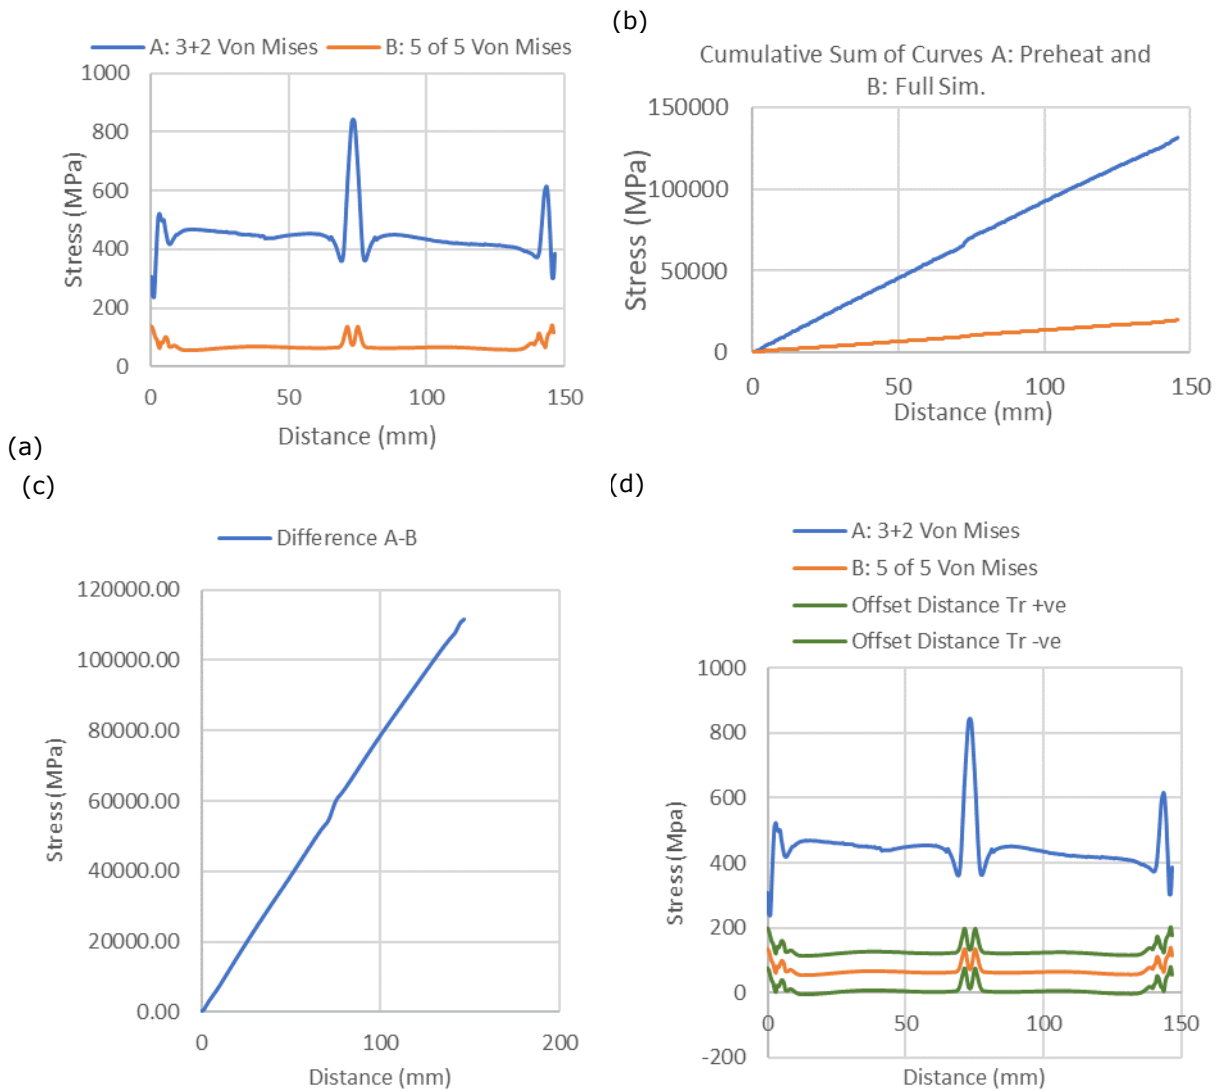 (a)
A: 3+2 Von Mises
B: 5 of 5 Von Mises
1000
800
600
400
200
0
Stress (MPa)
0 50 100 150
Distance (mm)
(b)
Cumulative Sum of Curves A: Preheat and
B: Full Sim.
150000
100000
50000
0
Stress (MPa)
0 50 100 150
Distance (mm)
(c)
Difference A-B
120000.00
100000.00
80000.00
60000.00
40000.00
20000.00
0.00
Stress (MPa)
0 100 200
Distance (mm)
(d)
A: 3+2 Von Mises
B: 5 of 5 Von Mises
Offset Distance Tr +ve
Offset Distance Tr -ve
1000
800
600
400
200
0
-200
Stress (Mpa)
0 50 100 150
Distance (mm)